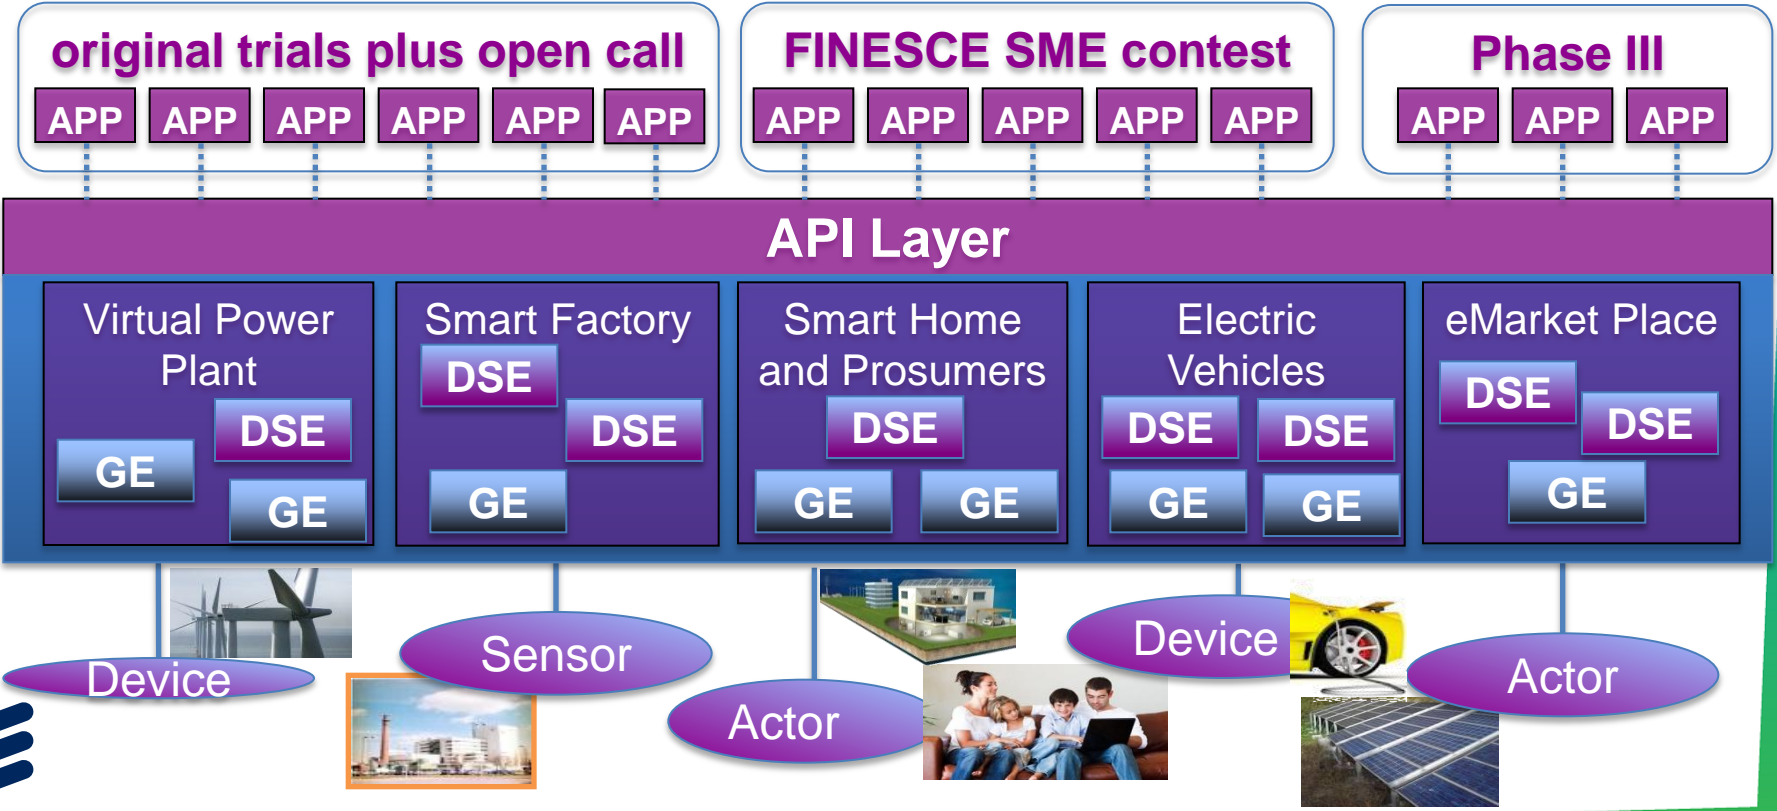 original trials plus open call
FINESCE SME contest
Phase III
APP APP APP APP APP APP
APP APP APP APP APP
APP APP APP
API Layer
Virtual Power
Plant
DSE
GE
GE
Smart Factory
DSE
DSE
GE
Smart Home
and Prosumers
DSE
GE
GE
Electric
Vehicles
DSE
DSE
GE
GE
eMarket Place
DSE
DSE
GE
Device
Sensor
Actor
Device
Actor